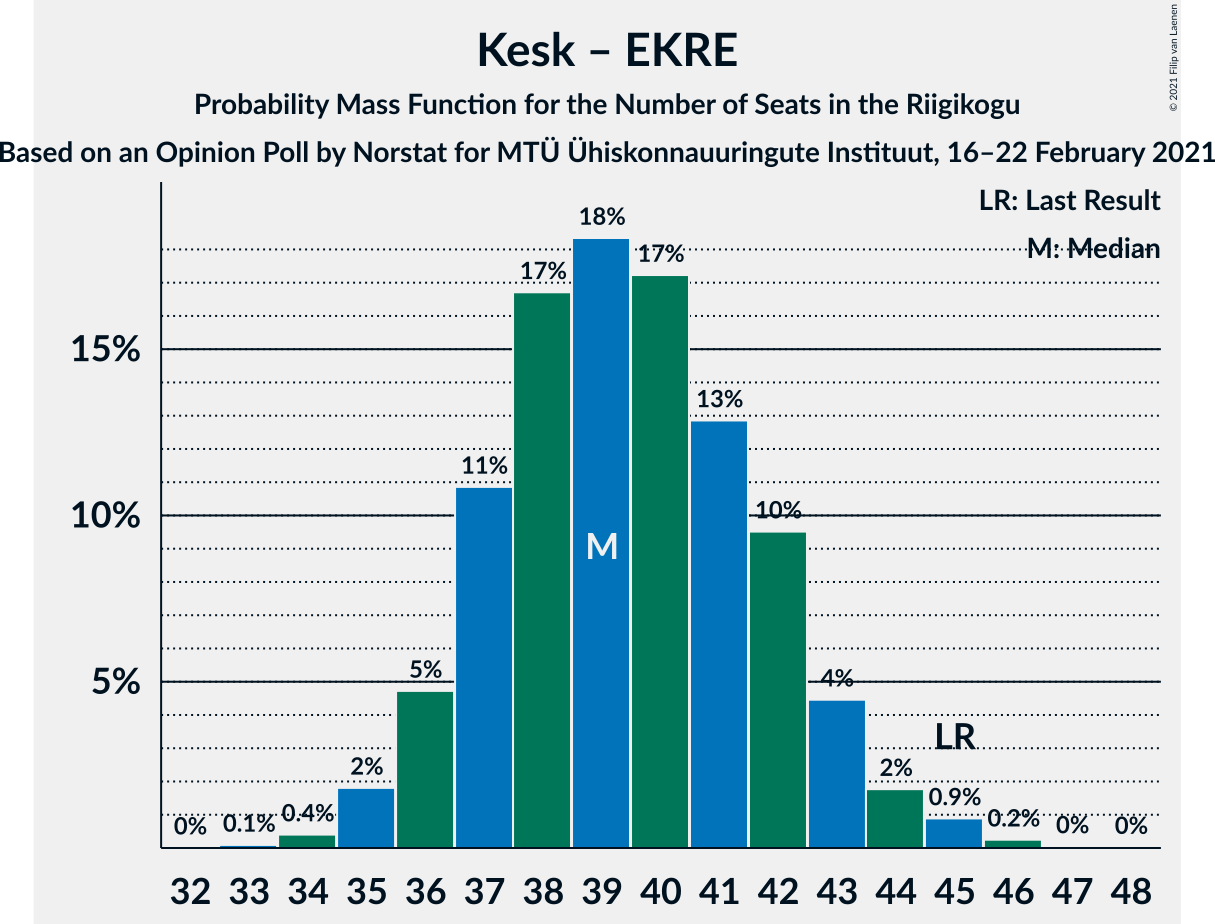 Kesk – EKRE
Probability Mass Function for the Number of Seats in the Riigikogu
Based on an Opinion Poll by Norstat for MTÜ Ühiskonnauuringute Instituut, 16–22 February 2021
© 2021 Filip van Laenen
LR: Last Result
M: Median
15%
10%
5%
0% 0.1% 0.4% 2% 5% 11% 17% 18% 17% 13% 10% 4% 2% 0.9% 0.2% 0% 0%
M
LR
32 33 34 35 36 37 38 39 40 41 42 43 44 45 46 47 48